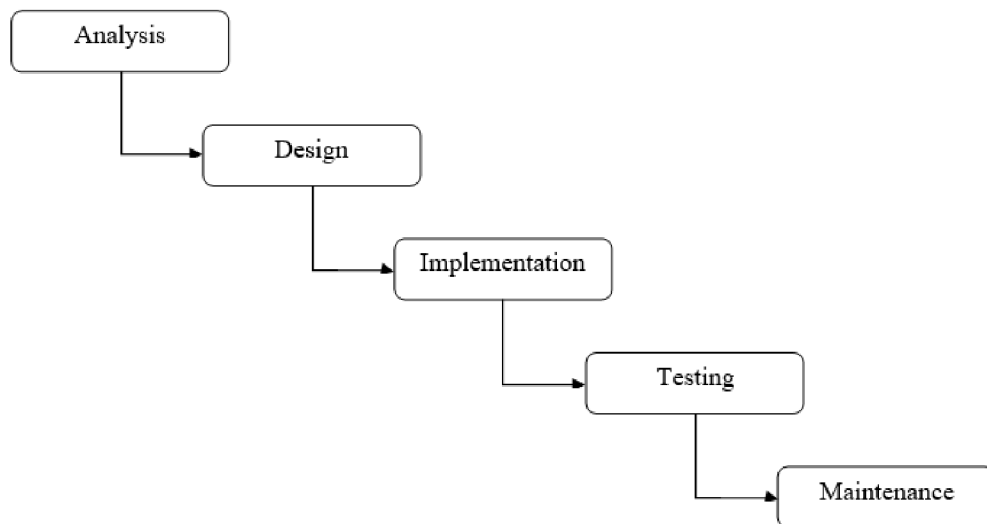 Analysis
Design
Implementation
Testing
Maintenance